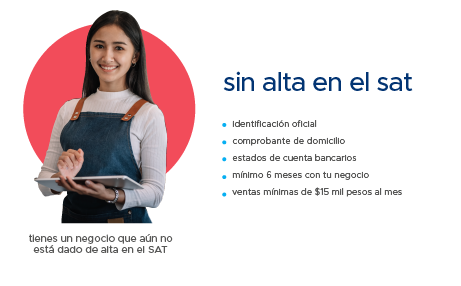 sin alta en el sat
identificación oficial
comprobante de domicilio
estados de cuenta bancarios
mínimo 6 meses con tu negocio
ventas mínimas de $15 mil pesos al mes
tienes un negocio que aún no
está dado de alta en el SAT